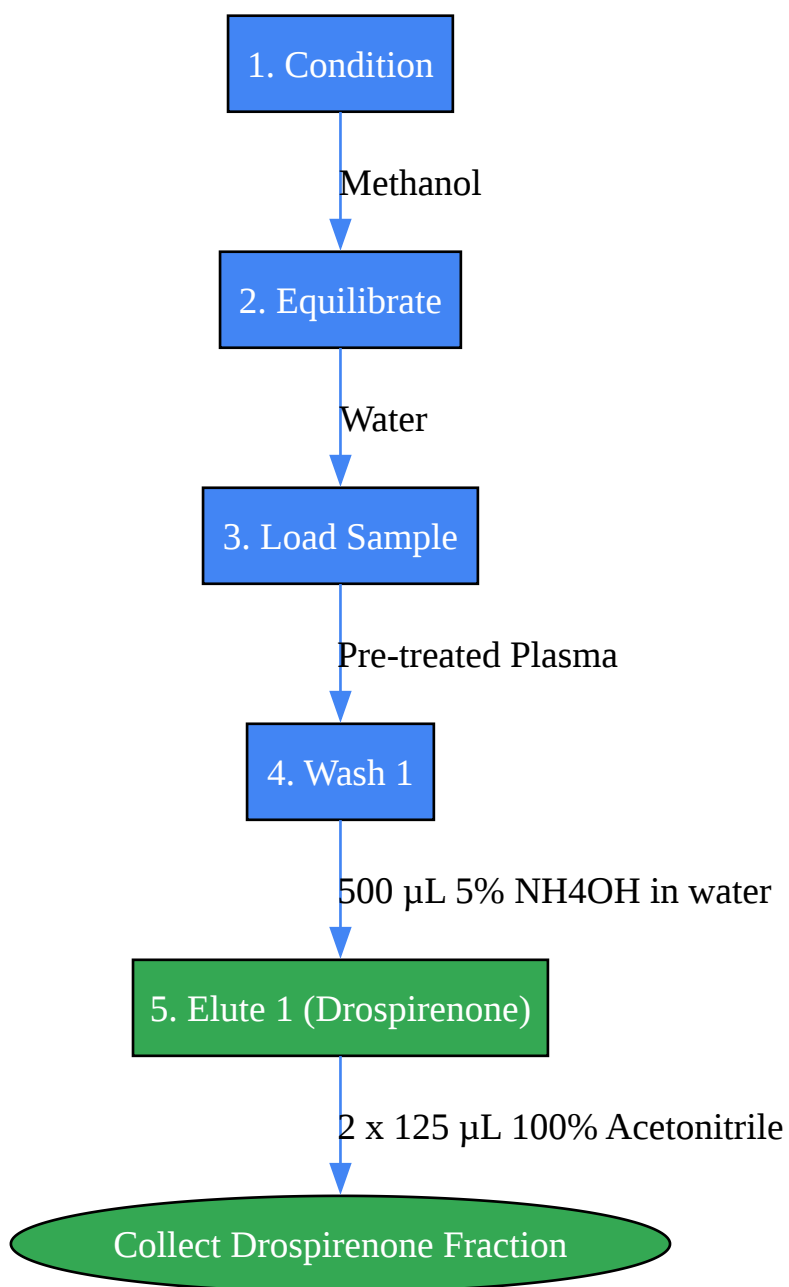 1. Condition
Methanol
2. Equilibrate
Water
3. Load Sample
Pre-treated Plasma
4. Wash 1
500 µL 5% NH4OH in water
5. Elute 1 (Drospirenone)
2 x 125 µL 100% Acetonitrile
Collect Drospirenone Fraction